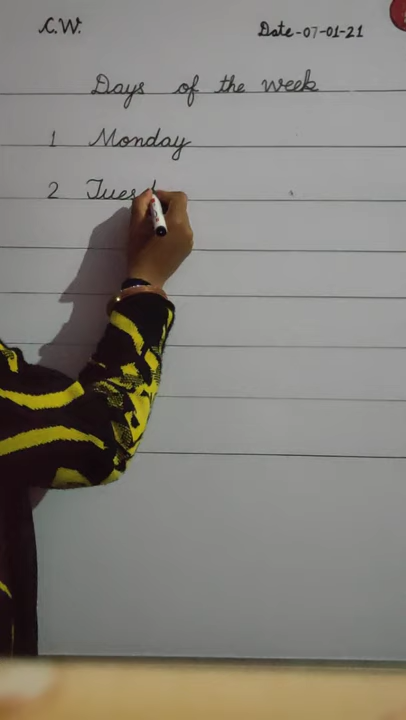 C.W. Date-07-01-21
Days of the week
1 Monday
2 Tues